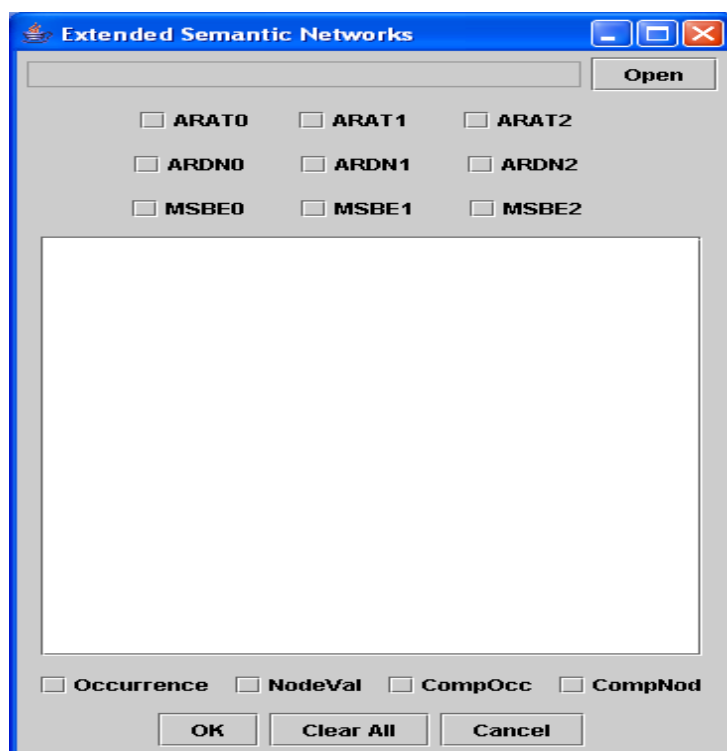 Extended Semantic Networks
Open
ARAT0 ARAT1 ARAT2
ARDN0 ARDN1 ARDN2
MSBE0 MSBE1 MSBE2
Occurrence NodeVal CompOcc CompNod
OK Clear All Cancel